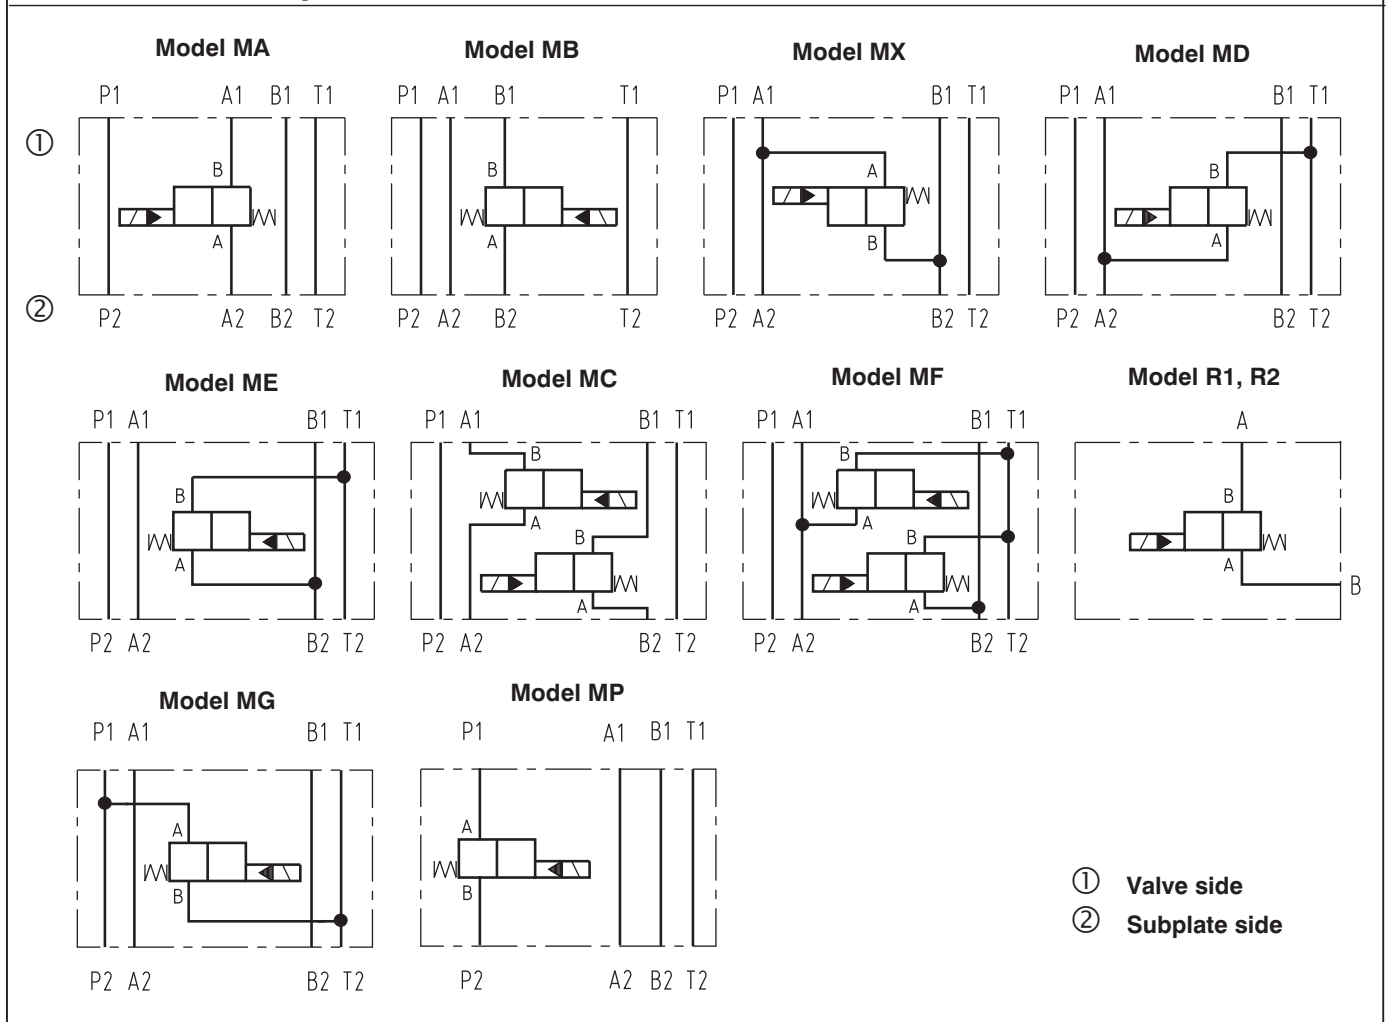 Model MA Model MB Model MX Model MD
P1 A1 B1 T1 P1 A1 B1 T1 P1 A1 B1 T1 P1 A1 B1 T1
①
B B A B
A A B A
②
P2 A2 B2 T2 P2 A2 B2 T2 P2 A2 B2 T2 P2 A2 B2 T2
Model ME Model MC Model MF Model R1, R2
P1 A1 B1 T1 P1 A1 B1 T1 P1 A1 B1 T1 A
B B B B
A A A
B B
A A A B
P2 A2 B2 T2 P2 A2 B2 T2 P2 A2 B2 T2
Model MG Model MP
P1 A1 B1 T1 P1 A1 B1 T1
A A
B B
P2 A2 B2 T2 P2 A2 B2 T2
① Valve side
② Subplate side